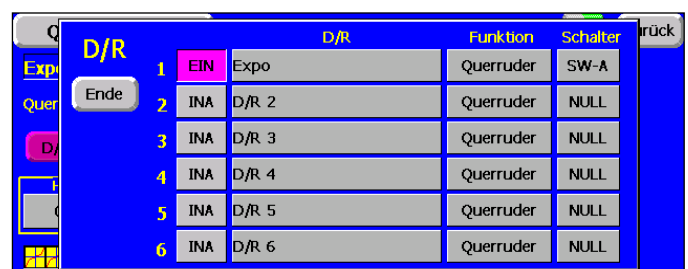 D/R
Ende
D/R Funktion Schalter
1 EIN Expo Querruder SW-A
2 INA D/R 2 Querruder NULL
3 INA D/R 3 Querruder NULL
4 INA D/R 4 Querruder NULL
5 INA D/R 5 Querruder NULL
6 INA D/R 6 Querruder NULL